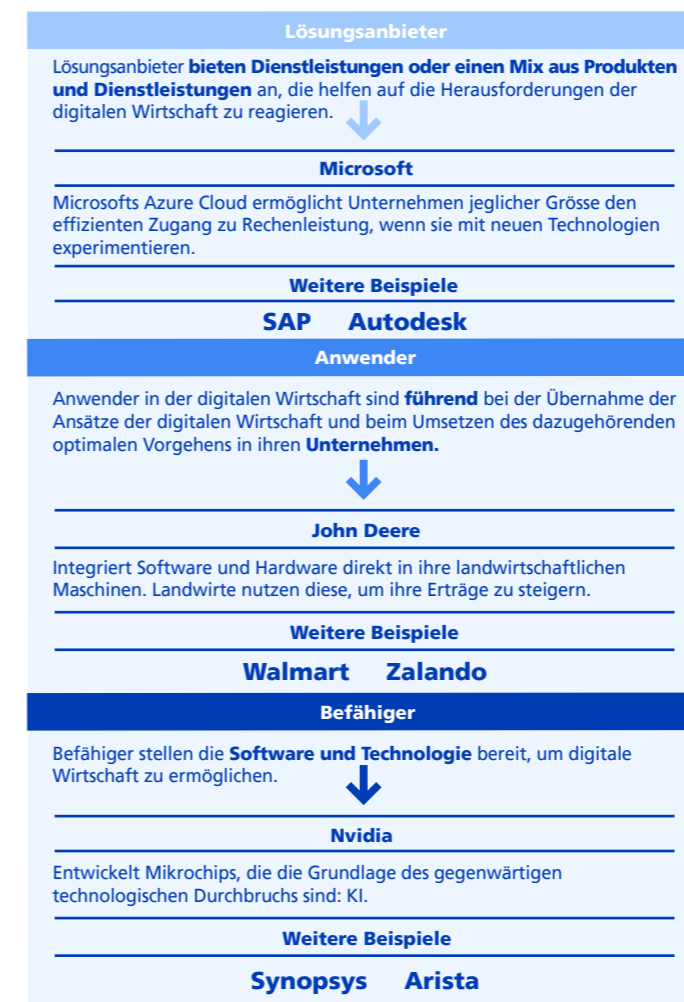 Lösungsanbieter
Lösungsanbieter bieten Dienstleistungen oder einen Mix aus Produkten
und Dienstleistungen an, die helfen auf die Herausforderungen der
digitalen Wirtschaft zu reagieren.
Microsoft
Microsofts Azure Cloud ermöglicht Unternehmen jeglicher Grösse den
effizienten Zugang zu Rechenleistung, wenn sie mit neuen Technologien
experimentieren.
Weitere Beispiele
SAP Autodesk
Anwender
Anwender in der digitalen Wirtschaft sind führend bei der Übernahme der
Ansätze der digitalen Wirtschaft und beim Umsetzen des dazugehörenden
optimalen Vorgehens in ihren Unternehmen.
John Deere
Integriert Software und Hardware direkt in ihre landwirtschaftlichen
Maschinen. Landwirte nutzen diese, um ihre Erträge zu steigern.
Weitere Beispiele
Walmart Zalando
Befähiger
Befähiger stellen die Software und Technologie bereit, um digitale
Wirtschaft zu ermöglichen.
Nvidia
Entwickelt Mikrochips, die die Grundlage des gegenwärtigen
technologischen Durchbruchs sind: KI.
Weitere Beispiele
Synopsys Arista